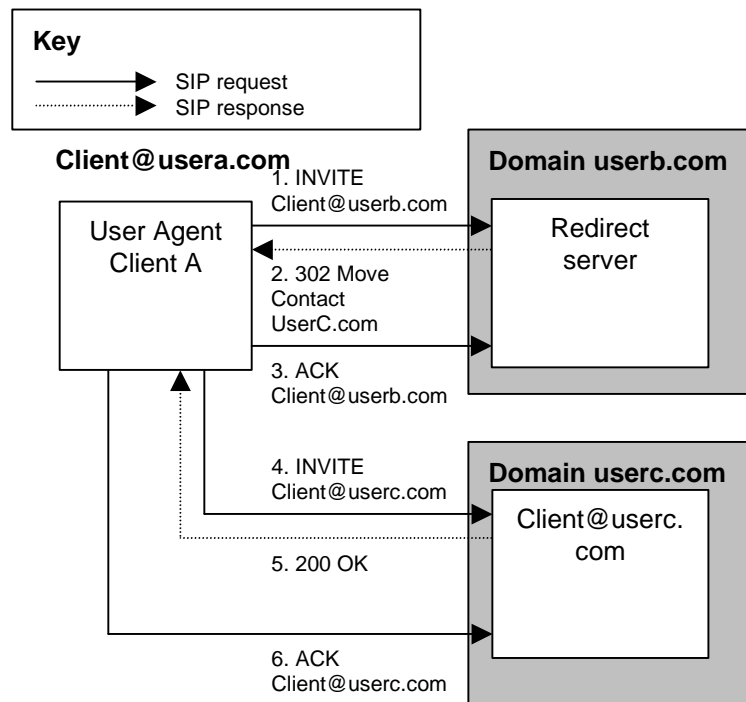 Key
SIP request
SIP response
Client@usera.com
Domain userb.com
1. INVITE
Client@userb.com
User Agent
Client A
Redirect
server
2. 302 Move
Contact
UserC.com
3. ACK
Client@userb.com
4. INVITE
Client@userc.com
Domain userc.com
Client@userc.
com
5. 200 OK
6. ACK
Client@userc.com